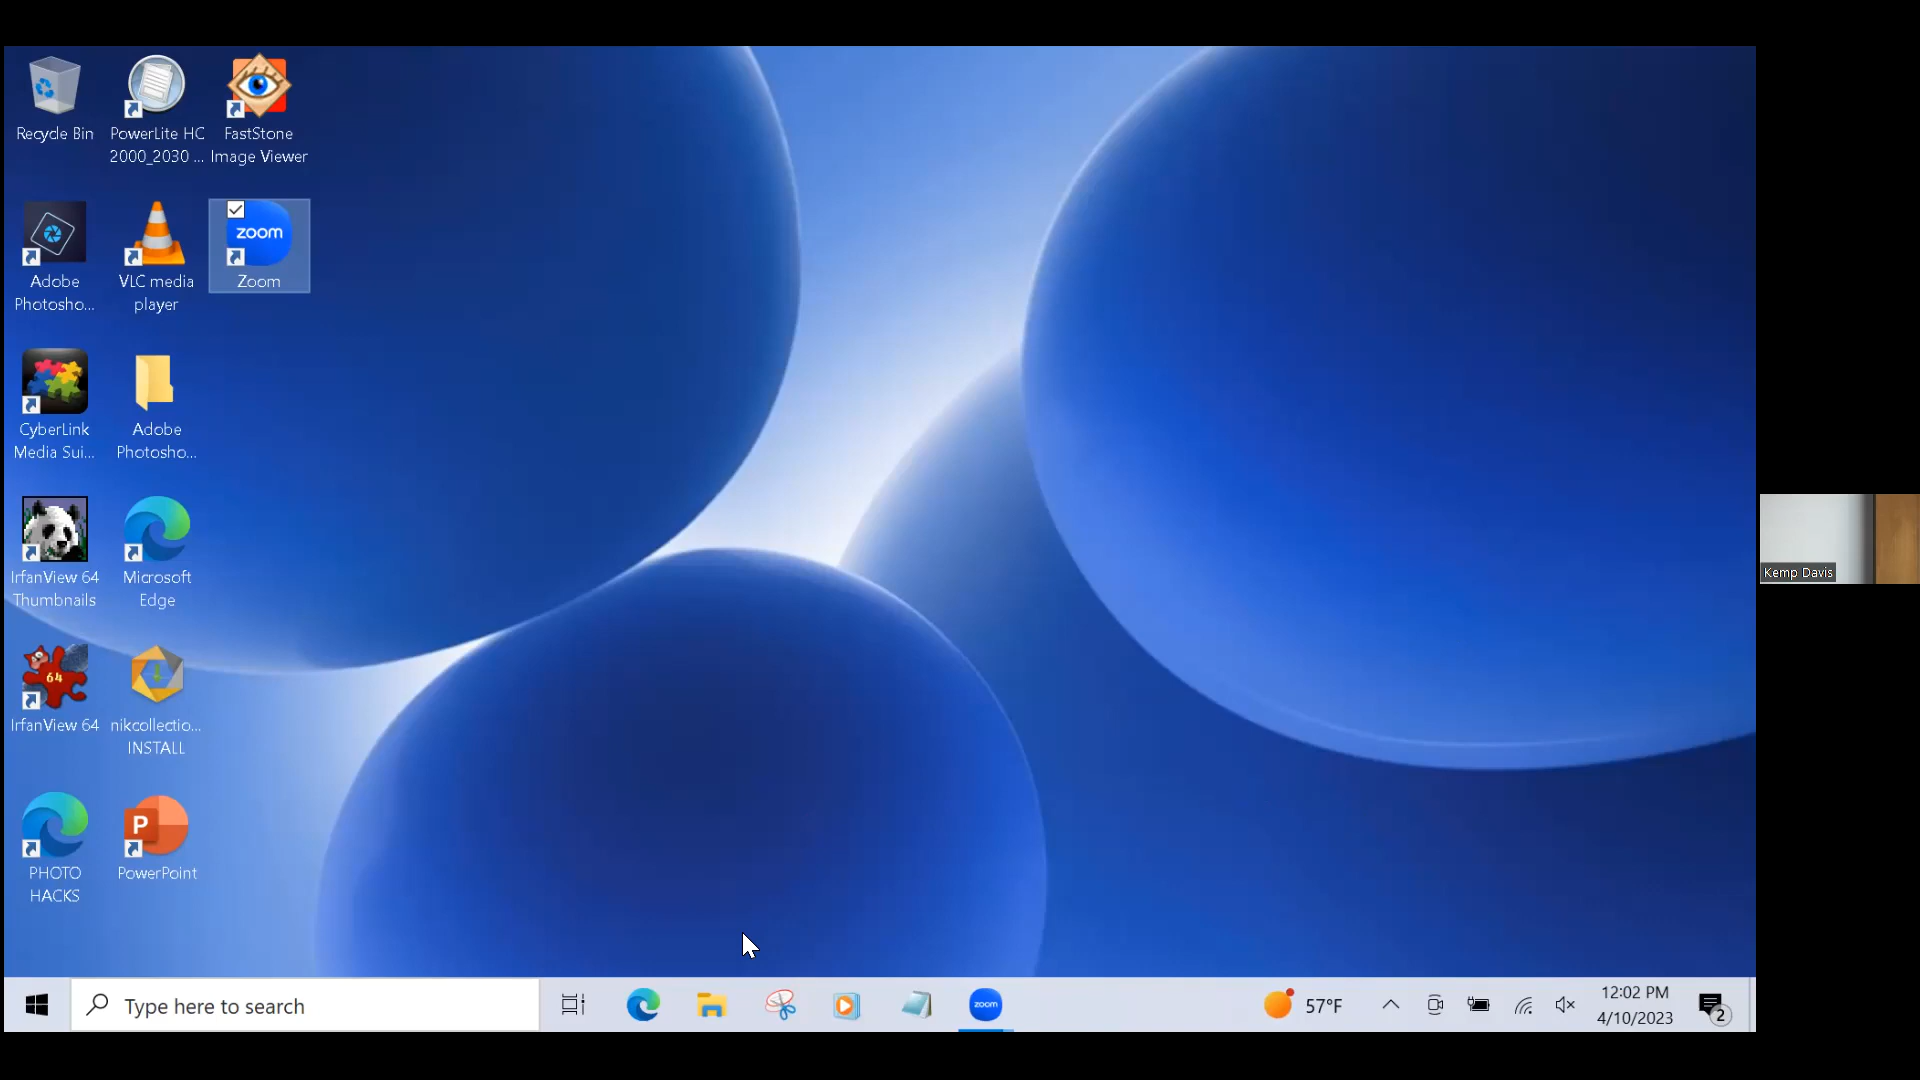 Recycle Bin
PowerLite HC
2000_2030 ...
FastStone
Image Viewer
Adobe
Photosho...
VLC media
player
zoom
Zoom
CyberLink
Media Sui...
Adobe
Photosho...
IrfanView 64
Thumbnails
Microsoft
Edge
64
IrfanView 64
nikcollectio...
INSTALL
PHOTO
HACKS
P
PowerPoint
Kemp Davis
Type here to search
zoom
57°F
12:02 PM
4/10/2023
2